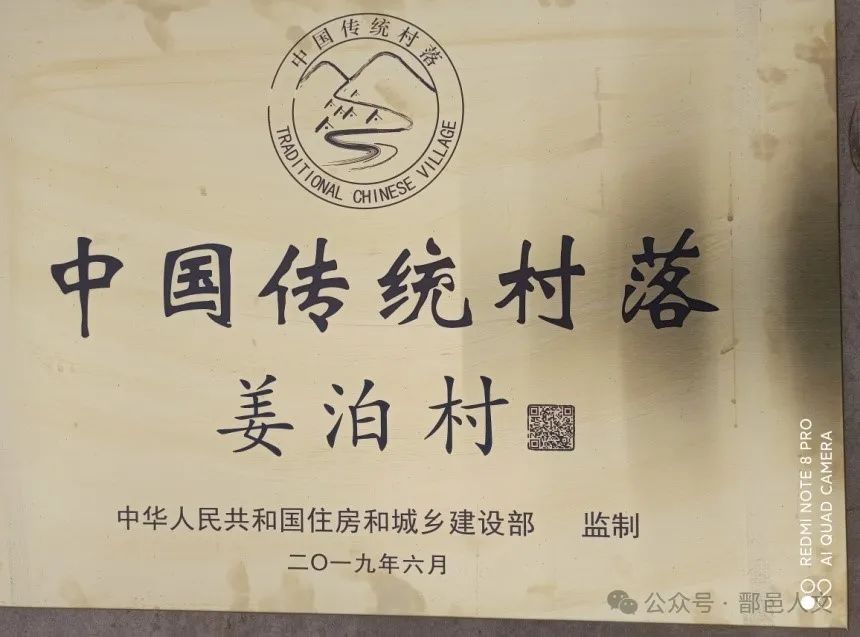 中国传统村落
TRADITIONAL CHINESE VILLAGE
中国传统村落
姜泊村
中华人民共和国住房和城乡建设部 监制
二〇一九年六月
REDMI NOTE 8 PRO
AI QUAD CAMERA
公众号·鄑邑人文